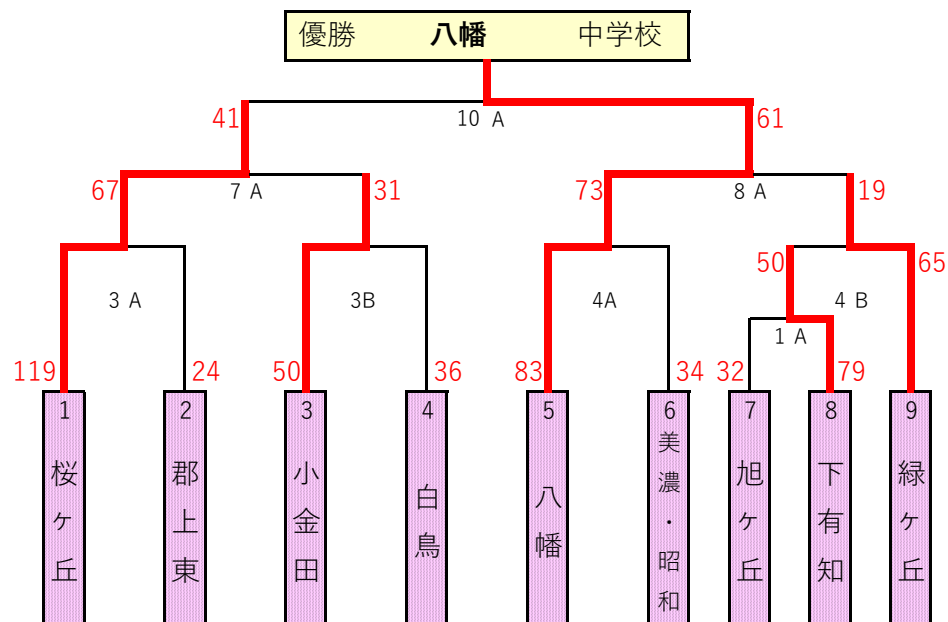 優勝 八幡 中学校
41 10 A 61
67 7 A 31 73 8 A 19
50 65
3 A 3B 4A 4 B
1 A
119 24 50 36 83 34 32 79
1 2 3 4 5 6 7 8 9
桜ヶ丘
郡上東
小金田
白鳥
八幡
美濃・昭和
旭ヶ丘
下有知
緑ヶ丘